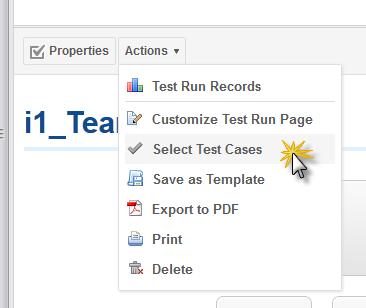 Properties Actions
i1_Tea
Test Run Records
Customize Test Run Page
Select Test Cases
Save as Template
Export to PDF
Print
Delete